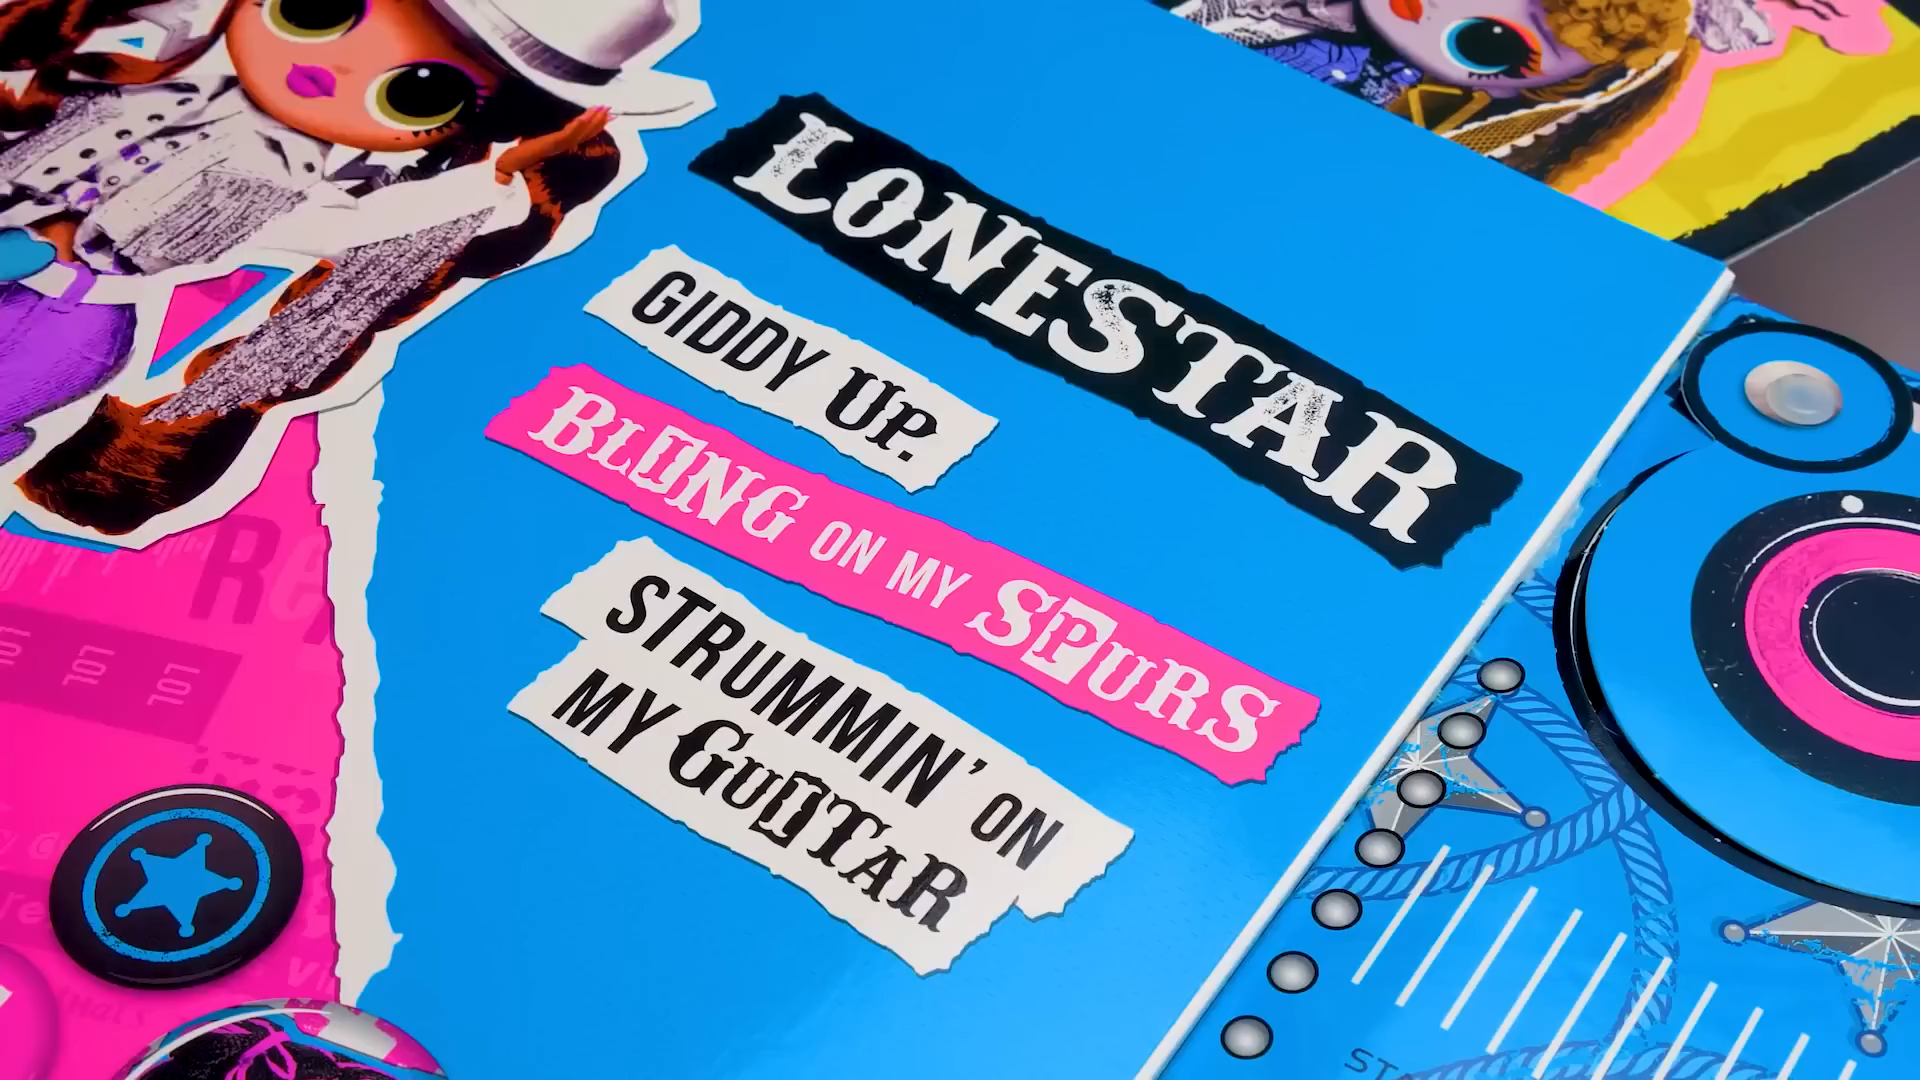 LONESTAR
GIDDY UP.
BLING ON MY SPURS
STRUMMIN' ON
MY GUITAR